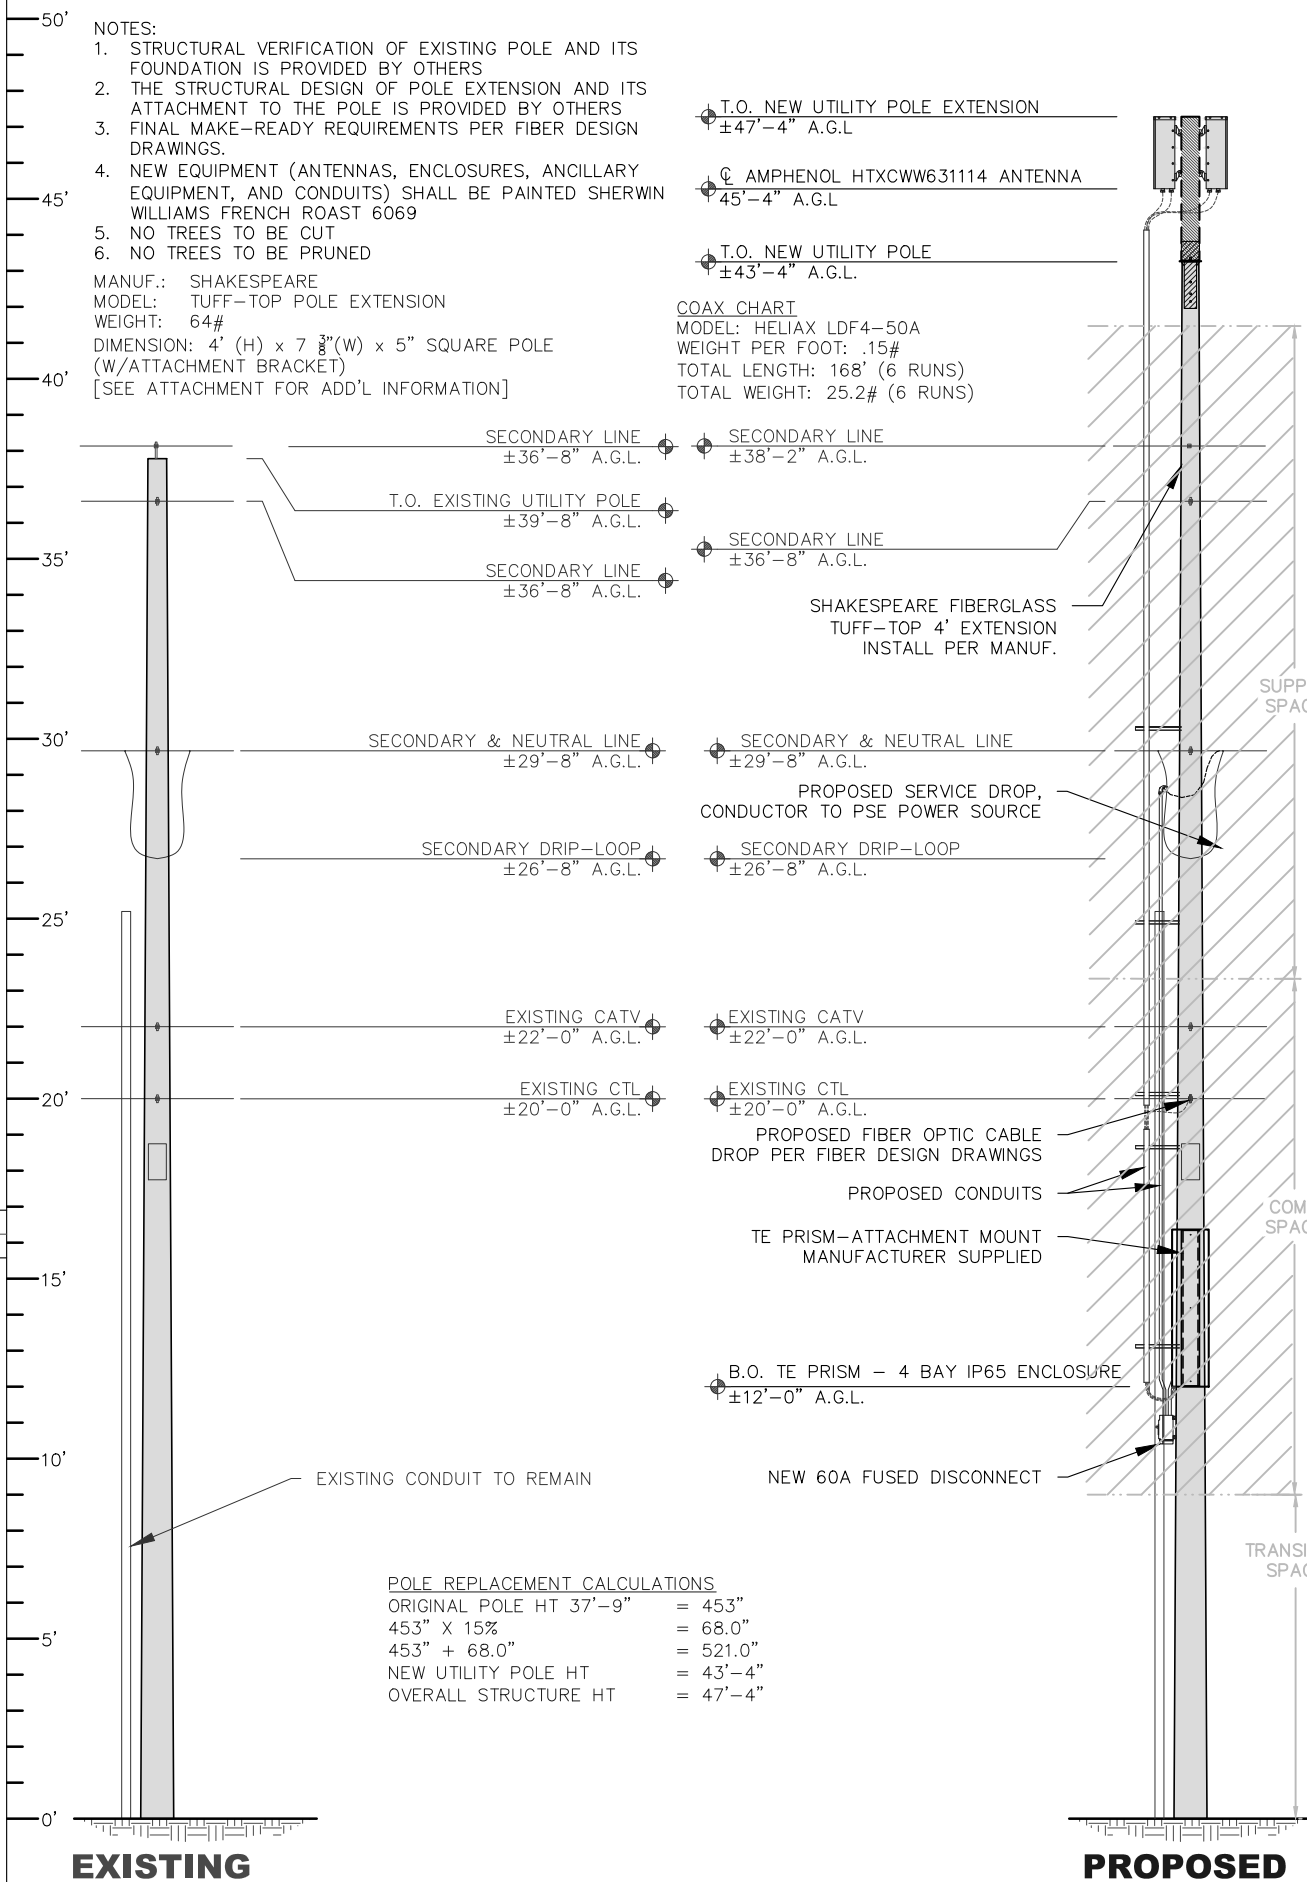 50'
45'
40'
35'
30'
25'
20'
15'
10'
5'
0'
NOTES:
1. STRUCTURAL VERIFICATION OF EXISTING POLE AND ITS
FOUNDATION IS PROVIDED BY OTHERS
2. THE STRUCTURAL DESIGN OF POLE EXTENSION AND ITS
ATTACHMENT TO THE POLE IS PROVIDED BY OTHERS
3. FINAL MAKE-READY REQUIREMENTS PER FIBER DESIGN
DRAWINGS.
4. NEW EQUIPMENT (ANTENNAS, ENCLOSURES, ANCILLARY
EQUIPMENT, AND CONDUITS) SHALL BE PAINTED SHERWIN
WILLIAMS FRENCH ROAST 6069
5. NO TREES TO BE CUT
6. NO TREES TO BE PRUNED
MANUF.: SHAKESPEARE
MODEL: TUFF-TOP POLE EXTENSION
WEIGHT: 64#
DIMENSION: 4' (H) x 7 3/8"(W) x 5" SQUARE POLE
(W/ATTACHMENT BRACKET)
[SEE ATTACHMENT FOR ADD'L INFORMATION]
T.O. NEW UTILITY POLE EXTENSION
±47'-4" A.G.L
℄ AMPHENOL HTXCWW631114 ANTENNA
45'-4" A.G.L
T.O. NEW UTILITY POLE
±43'-4" A.G.L.
COAX CHART
MODEL: HELIAX LDF4-50A
WEIGHT PER FOOT: .15#
TOTAL LENGTH: 168' (6 RUNS)
TOTAL WEIGHT: 25.2# (6 RUNS)
SECONDARY LINE
±36'-8" A.G.L.
T.O. EXISTING UTILITY POLE
±39'-8" A.G.L.
SECONDARY LINE
±36'-8" A.G.L.
SECONDARY & NEUTRAL LINE
±29'-8" A.G.L.
SECONDARY DRIP-LOOP
±26'-8" A.G.L.
EXISTING CATV
±22'-0" A.G.L.
EXISTING CTL
±20'-0" A.G.L.
EXISTING CONDUIT TO REMAIN
SECONDARY LINE
±38'-2" A.G.L.
SECONDARY LINE
±36'-8" A.G.L.
SHAKESPEARE FIBERGLASS
TUFF-TOP 4' EXTENSION
INSTALL PER MANUF.
SECONDARY & NEUTRAL LINE
±29'-8" A.G.L.
PROPOSED SERVICE DROP,
CONDUCTOR TO PSE POWER SOURCE
SECONDARY DRIP-LOOP
±26'-8" A.G.L.
EXISTING CATV
±22'-0" A.G.L.
EXISTING CTL
±20'-0" A.G.L.
PROPOSED FIBER OPTIC CABLE
DROP PER FIBER DESIGN DRAWINGS
PROPOSED CONDUITS
TE PRISM-ATTACHMENT MOUNT
MANUFACTURER SUPPLIED
B.O. TE PRISM - 4 BAY IP65 ENCLOSURE
±12'-0" A.G.L.
NEW 60A FUSED DISCONNECT
SUPP
SPAC
COM
SPAC
TRANSI
SPAC
POLE REPLACEMENT CALCULATIONS
ORIGINAL POLE HT 37'-9" = 453"
453" X 15% = 68.0"
453" + 68.0" = 521.0"
NEW UTILITY POLE HT = 43'-4"
OVERALL STRUCTURE HT = 47'-4"
EXISTING
PROPOSED